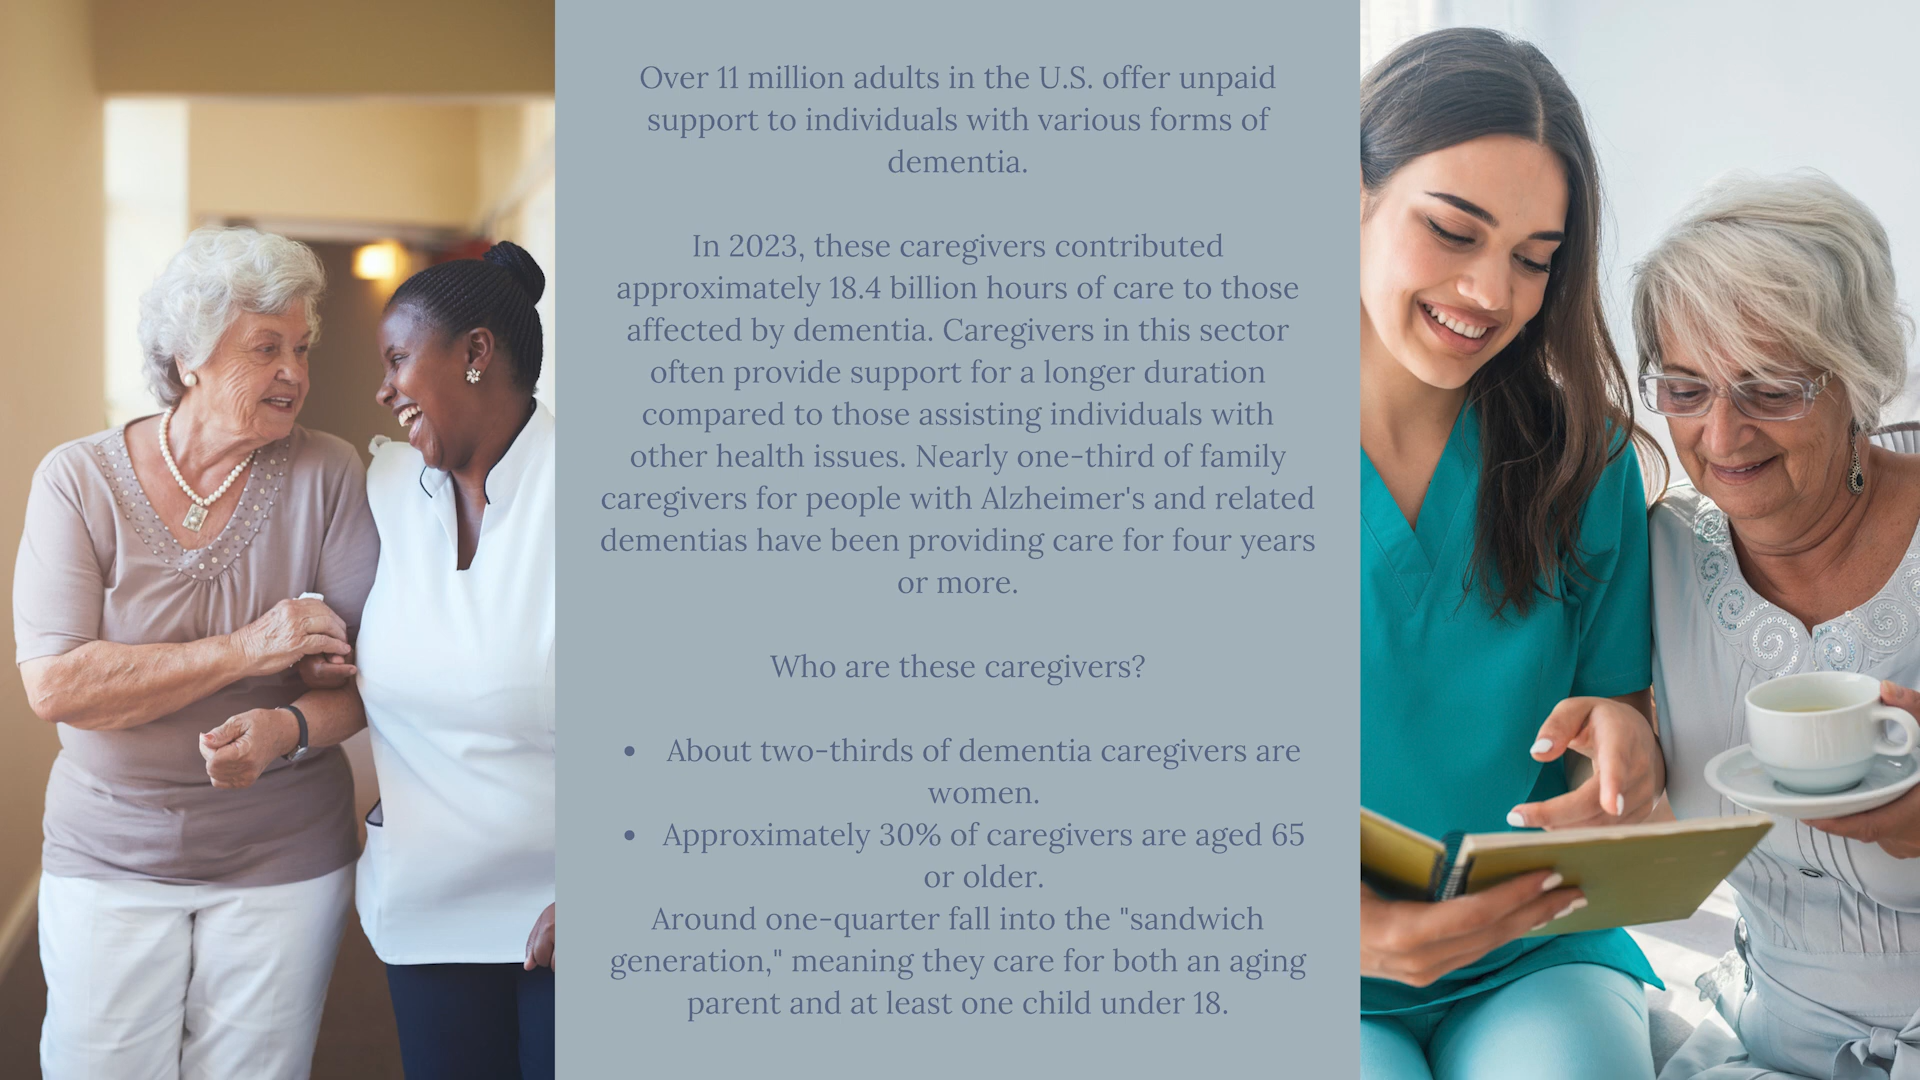 Over 11 million adults in the U.S. offer unpaid
support to individuals with various forms of
dementia.
In 2023, these caregivers contributed
approximately 18.4 billion hours of care to those
affected by dementia. Caregivers in this sector
often provide support for a longer duration
compared to those assisting individuals with
other health issues. Nearly one-third of family
caregivers for people with Alzheimer's and related
dementias have been providing care for four years
or more.
Who are these caregivers?
• About two-thirds of dementia caregivers are
women.
• Approximately 30% of caregivers are aged 65
or older.
Around one-quarter fall into the "sandwich
generation," meaning they care for both an aging
parent and at least one child under 18.